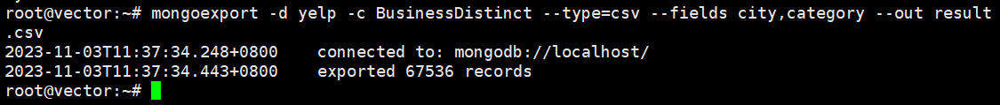 root@vector:~# mongoexport -d yelp -c BusinessDistinct --type=csv --fields city,category --out result
.csv
2023-11-03T11:37:34.248+0800    connected to: mongodb://localhost/
2023-11-03T11:37:34.443+0800    exported 67536 records
root@vector:~#